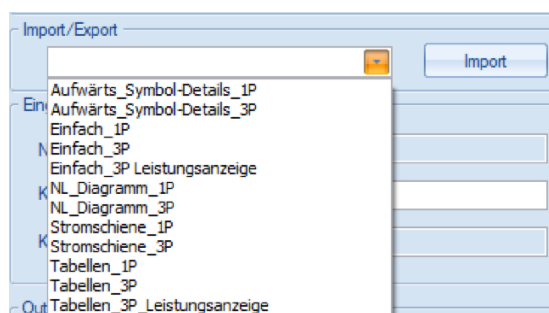 Import/Export
Import
Aufwärts_Symbol-Details_1P
Aufwärts_Symbol-Details_3P
Einfach_1P
Einfach_3P
Einfach_3P Leistungsanzeige
NL_Diagramm_1P
NL_Diagramm_3P
Stromschiene_1P
Stromschiene_3P
Tabellen_1P
Tabellen_3P
Tabellen_3P_Leistungsanzeige